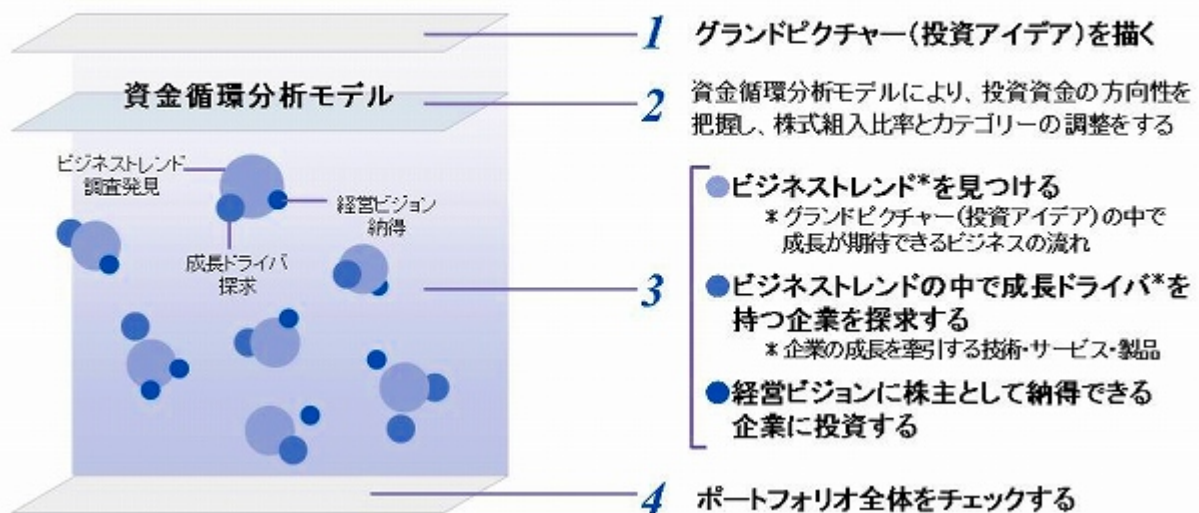 1 グランドピクチャー(投資アイデア)を描く
資金循環分析モデル
2 資金循環分析モデルにより、投資資金の方向性を
把握し、株式組入比率とカテゴリーの調整をする
ビジネストレンド
調査発見
経営ビジョン
納得
成長ドライバ
探求
3
ビジネストレンド*を見つける
*グランドピクチャー(投資アイデア)の中で
成長が期待できるビジネスの流れ
ビジネストレンドの中で成長ドライバ*を
持つ企業を探求する
*企業の成長を牽引する技術・サービス・製品
経営ビジョンに株主として納得できる
企業に投資する
4 ポートフォリオ全体をチェックする